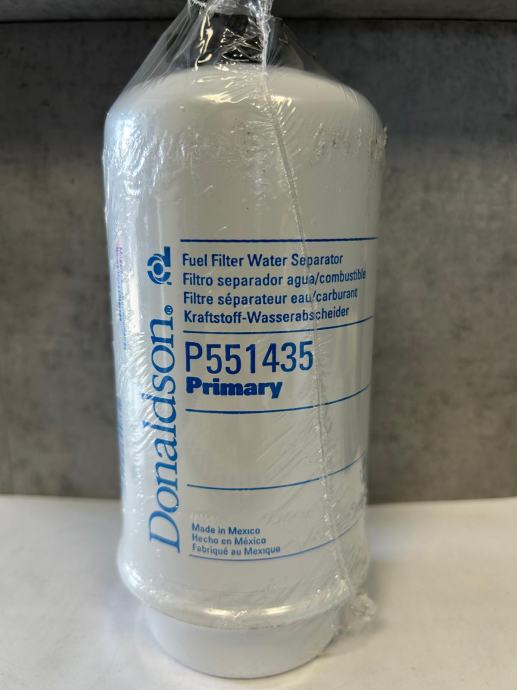 Donaldson®
Fuel Filter Water Separator
Filtro separador agua/combustible
Filtre séparateur eau/carburant
Kraftstoff-Wasserabscheider
P551435
Primary
Made in Mexico
Hecho en México
Fabriqué au Mexique